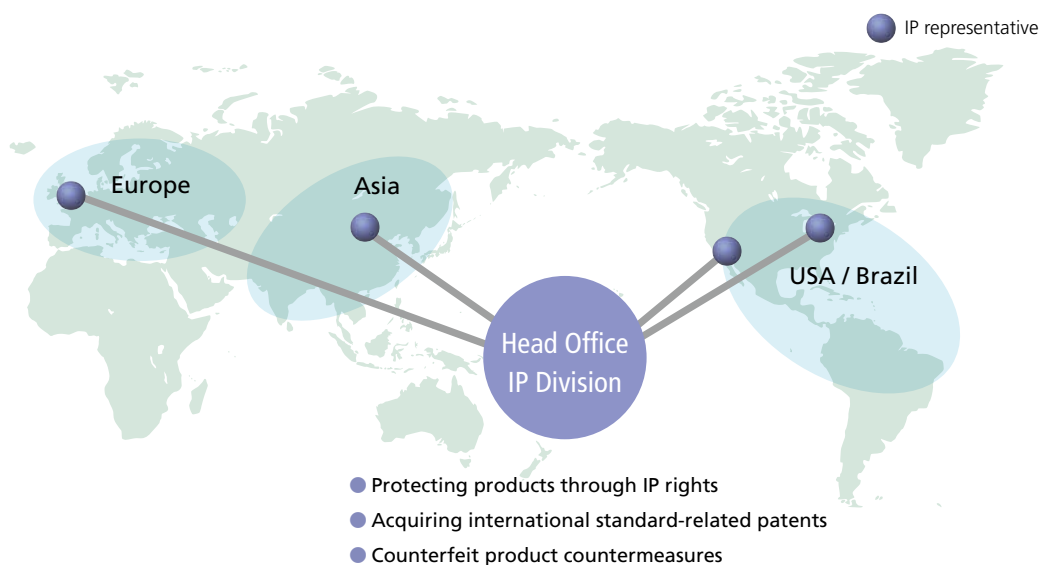 IP representative
Europe
Asia
USA / Brazil
Head Office
IP Division
Protecting products through IP rights
Acquiring international standard-related patents
Counterfeit product countermeasures